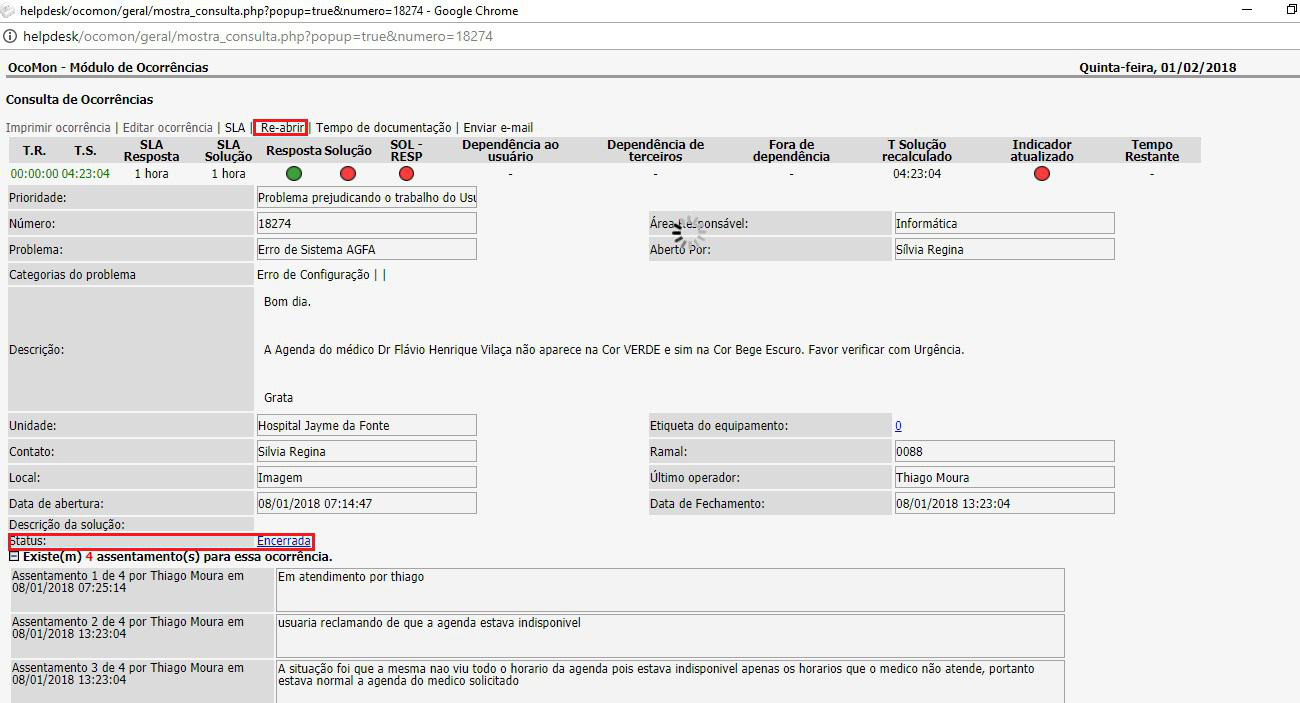 helpdesk/ocomon/geral/mostra_consulta.php?popup=true&numero=18274 - Google Chrome
helpdesk/ocomon/geral/mostra_consulta.php?popup=true&numero=18274
OcoMon - Módulo de Ocorrências Quinta-feira, 01/02/2018
Consulta de Ocorrências
Imprimir ocorrência | Editar ocorrência | SLA | Re-abrir | Tempo de documentação | Enviar e-mail
T.R. T.S. SLA Resposta SLA Solução Resposta Solução SOL - RESP Dependência ao usuário Dependência de terceiros Fora de dependência T Solução recalculado Indicador atualizado Tempo Restante
00:00:00 04:23:04 1 hora 1 hora - - - 04:23:04 -
Prioridade: Problema prejudicando o trabalho do Usu
Número: 18274 Área Responsável: Informática
Problema: Erro de Sistema AGFA Aberto Por: Sílvia Regina
Categorias do problema Erro de Configuração | |
Bom dia.
Descrição: A Agenda do médico Dr Flávio Henrique Vilaça não aparece na Cor VERDE e sim na Cor Bege Escuro. Favor verificar com Urgência.
Grata
Unidade: Hospital Jayme da Fonte Etiqueta do equipamento: 0
Contato: Silvia Regina Ramal: 0088
Local: Imagem Último operador: Thiago Moura
Data de abertura: 08/01/2018 07:14:47 Data de Fechamento: 08/01/2018 13:23:04
Descrição da solução:
Status: Encerrada
Existe(m) 4 assentamento(s) para essa ocorrência.
Assentamento 1 de 4 por Thiago Moura em Em atendimento por thiago
08/01/2018 07:25:14
Assentamento 2 de 4 por Thiago Moura em usuaria reclamando de que a agenda estava indisponivel
08/01/2018 13:23:04
Assentamento 3 de 4 por Thiago Moura em A situação foi que a mesma nao viu todo o horario da agenda pois estava indisponivel apenas os horarios que o medico não atende, portanto
08/01/2018 13:23:04 estava normal a agenda do medico solicitado